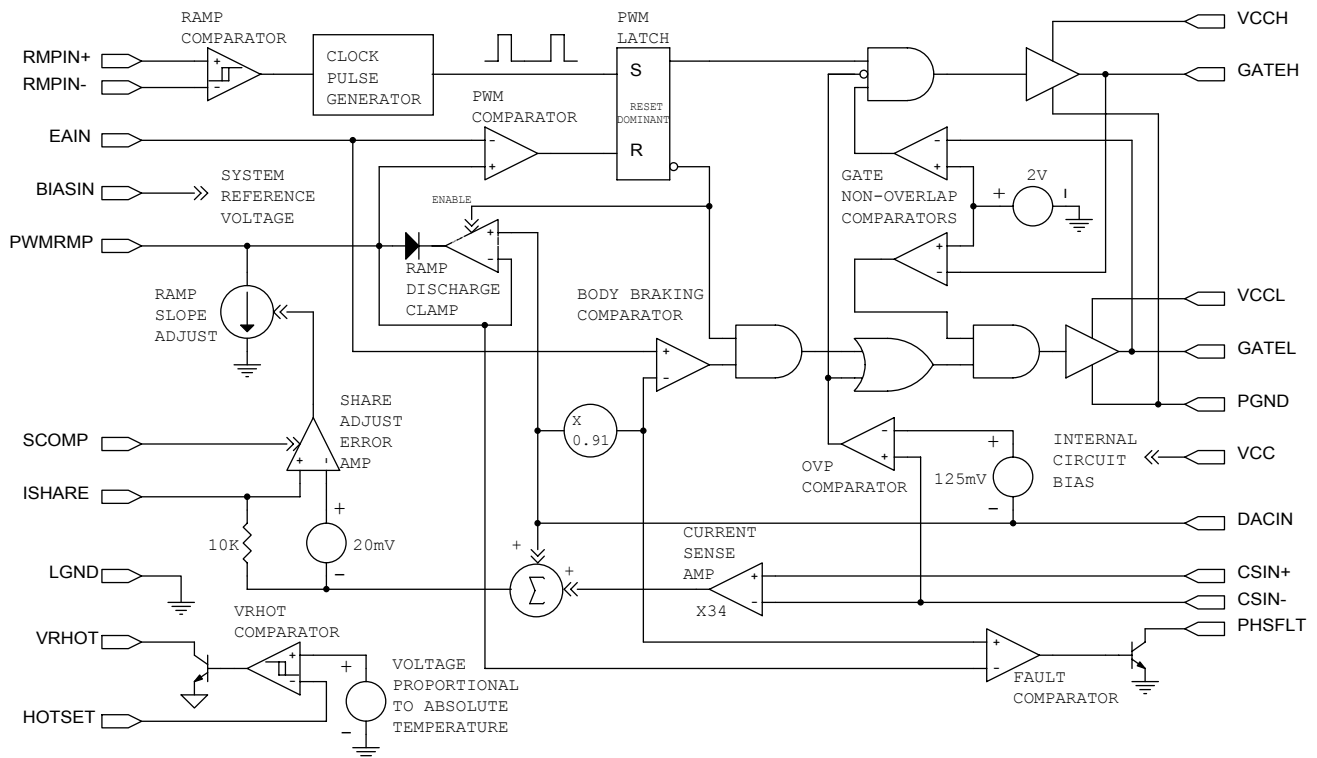 RAMP
COMPARATOR
RMPIN+
RMPIN-
+
-
CLOCK
PULSE
GENERATOR
PWM
LATCH
S
RESET
DOMINANT
R
VCCH
GATEH
PWM
COMPARATOR
-
+
EAIN
BIASIN
SYSTEM
REFERENCE
VOLTAGE
ENABLE
-
+
GATE
NON-OVERLAP
COMPARATORS
+
2V
-
+
-
PWMRMP
+
-
RAMP
DISCHARGE
CLAMP
RAMP
SLOPE
ADJUST
BODY BRAKING
COMPARATOR
+
-
VCCL
GATEL
PGND
SHARE
ADJUST
ERROR
AMP
+
-
SCOMP
X
0.91
-
+
OVP
COMPARATOR
+
125mV
-
INTERNAL
CIRCUIT
BIAS
VCC
ISHARE
10K
+
20mV
-
DACIN
CURRENT
SENSE
AMP
+
-
X34
+
+
Σ
CSIN+
CSIN-
LGND
VRHOT
COMPARATOR
VRHOT
+
-
HOTSET
+
-
VOLTAGE
PROPORTIONAL
TO ABSOLUTE
TEMPERATURE
+
-
FAULT
COMPARATOR
PHSFLT